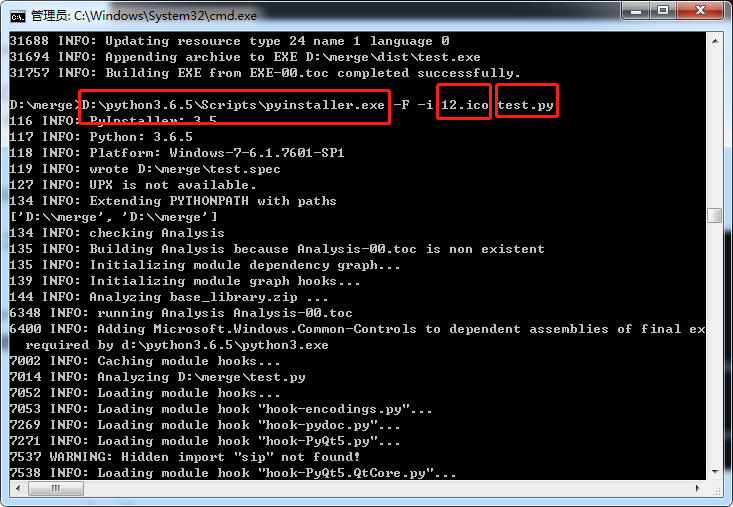 管理员: C:\Windows\System32\cmd.exe
31688 INFO: Updating resource type 24 name 1 language 0
31694 INFO: Appending archive to EXE D:\merge\dist\test.exe
31757 INFO: Building EXE from EXE-00.toc completed successfully.
D:\merge>D:\python3.6.5\Scripts\pyinstaller.exe -F -i 12.ico test.py
116 INFO: PyInstaller: 3.5
117 INFO: Python: 3.6.5
118 INFO: Platform: Windows-7-6.1.7601-SP1
119 INFO: wrote D:\merge\test.spec
127 INFO: UPX is not available.
134 INFO: Extending PYTHONPATH with paths
['D:\\merge', 'D:\\merge']
134 INFO: checking Analysis
135 INFO: Building Analysis because Analysis-00.toc is non existent
135 INFO: Initializing module dependency graph...
139 INFO: Initializing module graph hooks...
144 INFO: Analyzing base_library.zip ...
6348 INFO: running Analysis Analysis-00.toc
6400 INFO: Adding Microsoft.Windows.Common-Controls to dependent assemblies of final ex
required by d:\python3.6.5\python3.exe
7002 INFO: Caching module hooks...
7014 INFO: Analyzing D:\merge\test.py
7052 INFO: Loading module hooks...
7053 INFO: Loading module hook "hook-encodings.py"...
7269 INFO: Loading module hook "hook-pydoc.py"...
7271 INFO: Loading module hook "hook-PyQt5.py"...
7537 WARNING: Hidden import "sip" not found!
7538 INFO: Loading module hook "hook-PyQt5.QtCore.py"...